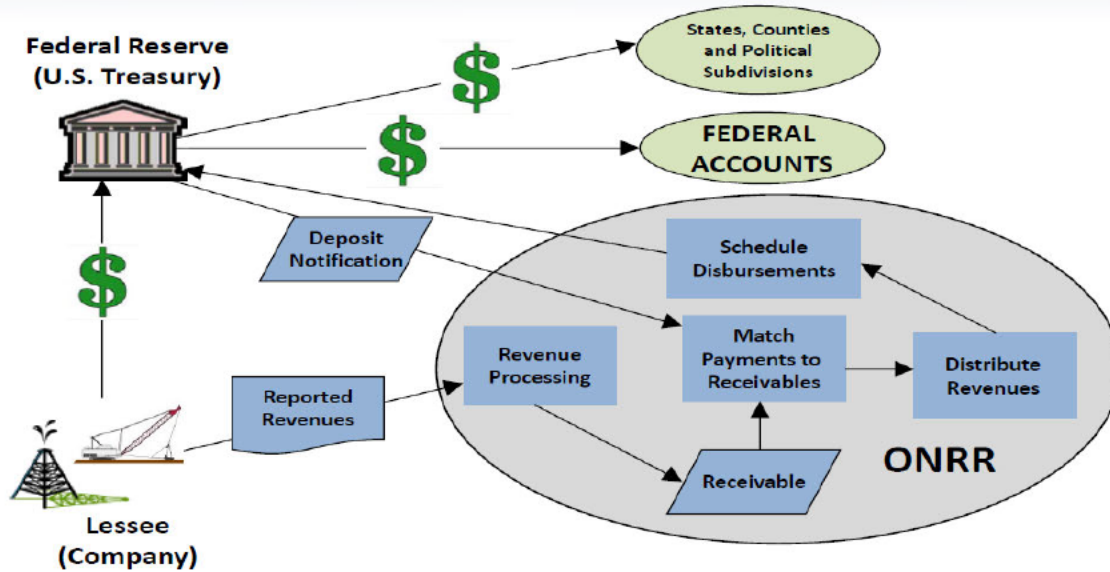 Federal Reserve
(U.S. Treasury)
States, Counties
and Political
Subdivisions
$
$
FEDERAL
ACCOUNTS
$
Deposit
Notification
Schedule
Disbursements
Revenue
Processing
Match
Payments to
Receivables
Distribute
Revenues
Reported
Revenues
ONRR
Receivable
Lessee
(Company)